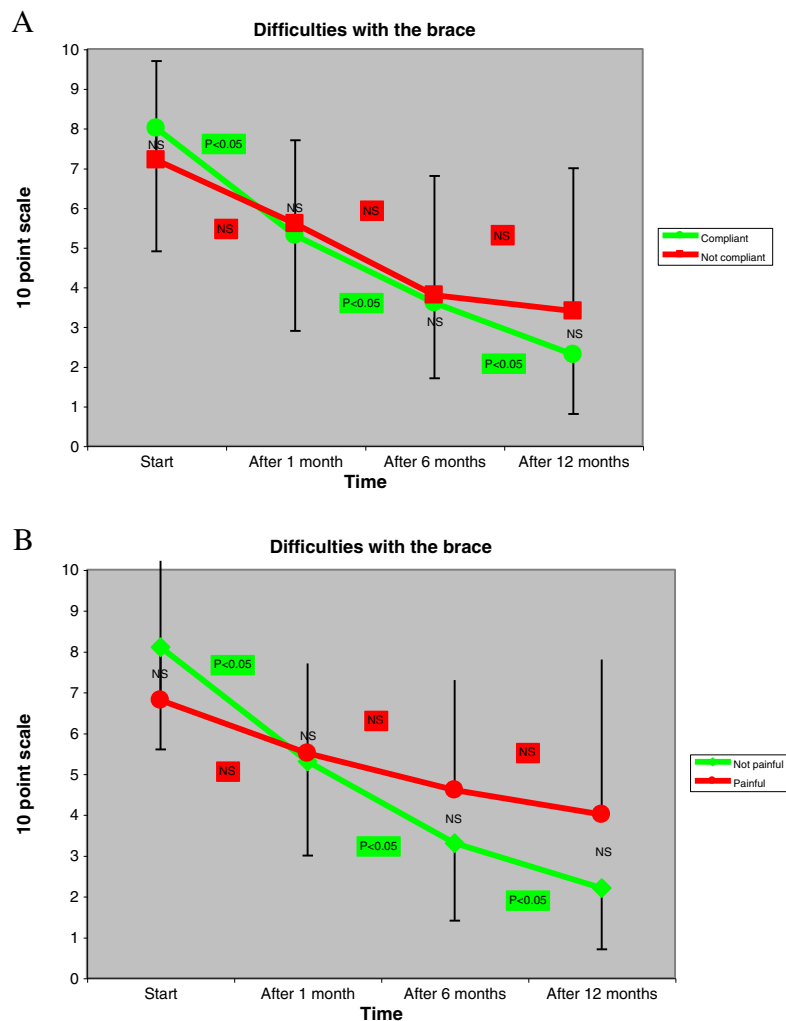 A
Difficulties with the brace
10
9
8
7
6
5
4
3
2
1
0
10 point scale
P<0.05
NS
NS
NS
NS
NS
P<0.05
NS
NS
P<0.05
Compliant
Not compliant
Start
After 1 month
After 6 months
After 12 months
Time
B
Difficulties with the brace
10
9
8
7
6
5
4
3
2
1
0
10 point scale
P<0.05
NS
NS
NS
NS
NS
NS
P<0.05
NS
P<0.05
Not painful
Painful
Start
After 1 month
After 6 months
After 12 months
Time